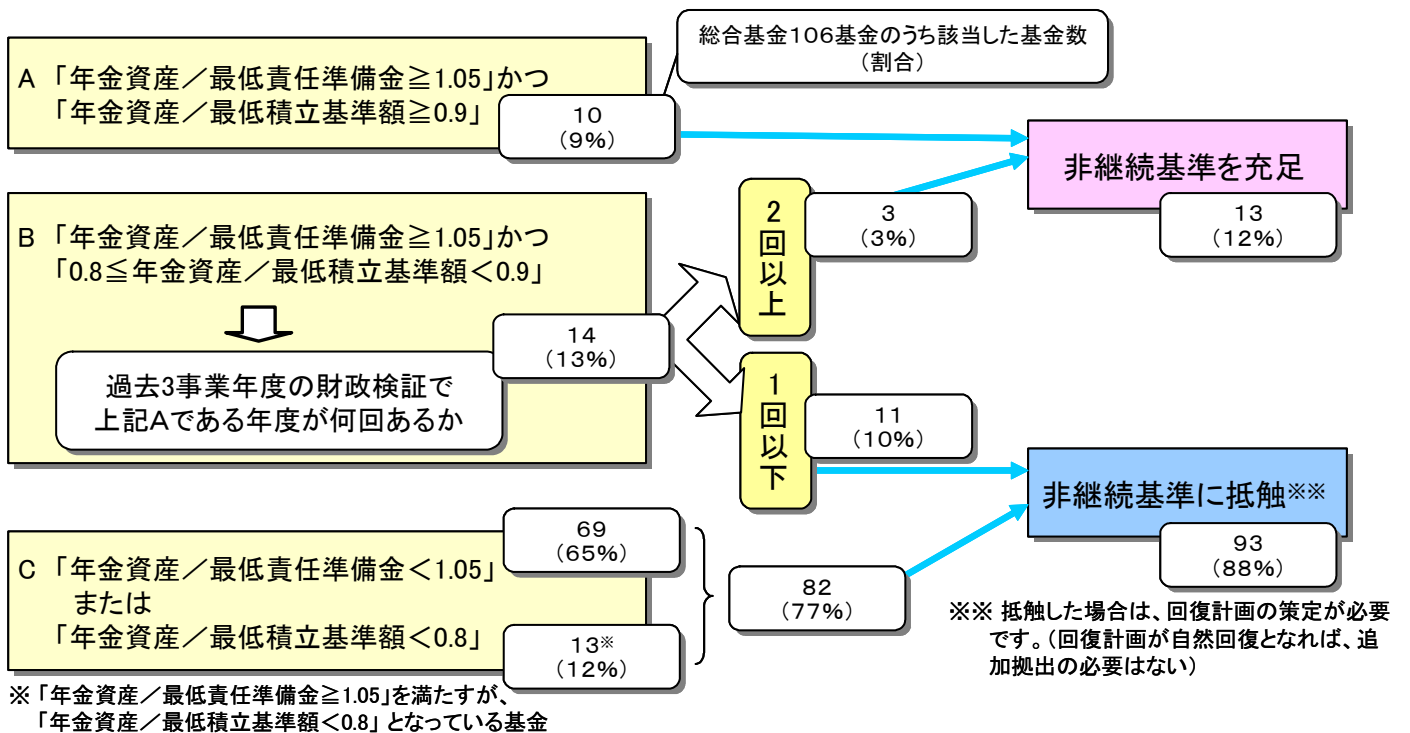 総合基金106基金のうち該当した基金数
（割合）
A 「年金資産／最低責任準備金≧1.05」かつ
「年金資産／最低積立基準額≧0.9」
10
（9%）
非継続基準を充足
13
（12%）
B 「年金資産／最低責任準備金≧1.05」かつ
「0.8≦年金資産／最低積立基準額＜0.9」
14
（13%）
過去3事業年度の財政検証で
上記Aである年度が何回あるか
2回以上
3
（3%）
1回以下
11
（10%）
非継続基準に抵触※※
93
（88%）
C 「年金資産／最低責任準備金＜1.05」
または
「年金資産／最低積立基準額＜0.8」
69
（65%）
13※
（12%）
82
（77%）
※※ 抵触した場合は、回復計画の策定が必要
です。（回復計画が自然回復となれば、追
加拠出の必要はない）
※ 「年金資産／最低責任準備金≧1.05」を満たすが、
「年金資産／最低積立基準額＜0.8」 となっている基金